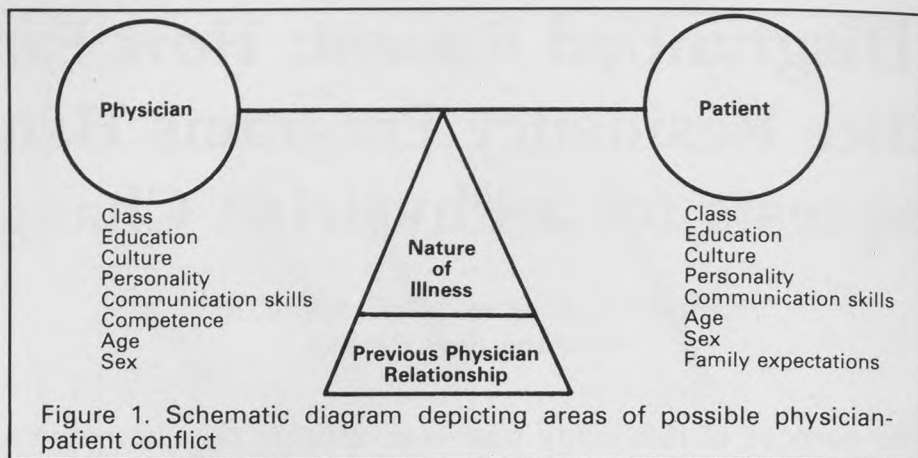 Physician
Patient
Class
Education
Culture
Personality
Communication skills
Competence
Age
Sex
Nature
of
Illness
Previous Physician
Relationship
Class
Education
Culture
Personality
Communication skills
Age
Sex
Family expectations
Figure 1. Schematic diagram depicting areas of possible physician-
patient conflict